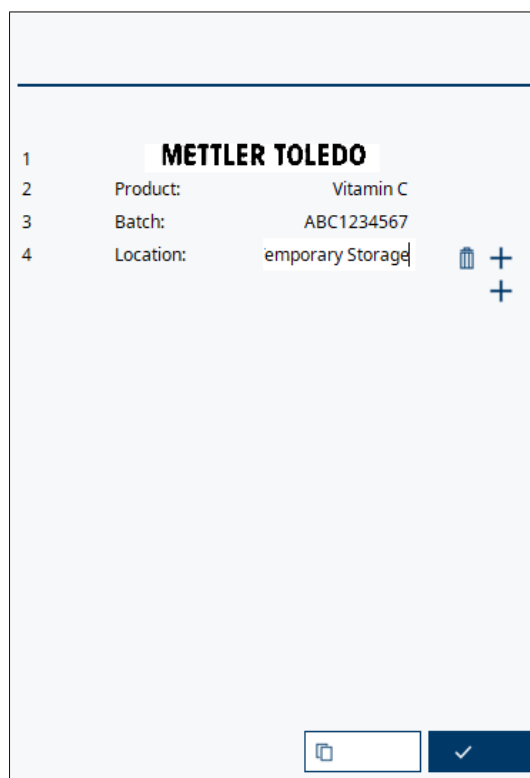 1 METTLER TOLEDO
2 Product: Vitamin C
3 Batch: ABC1234567
4 Location: emporary Storage